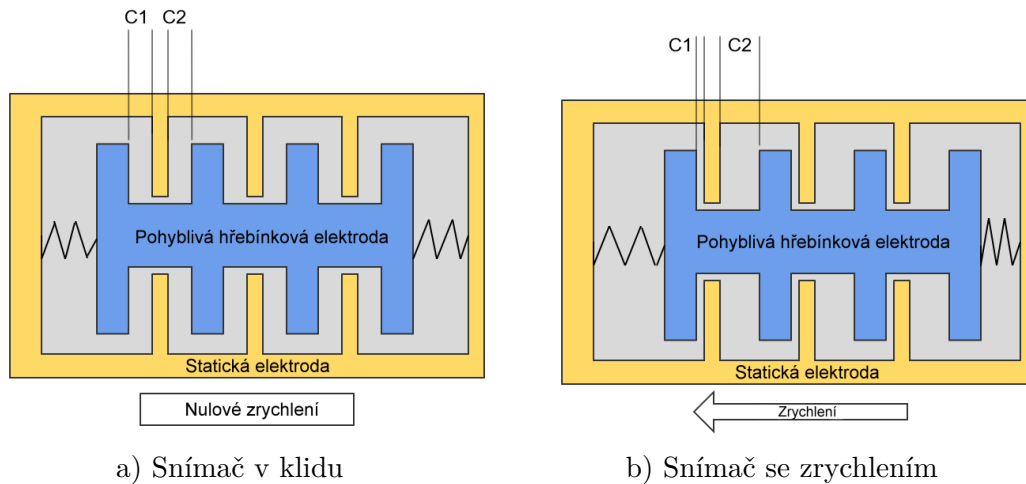 C1 C2
Pohyblivá hřebínková elektroda
Statická elektroda
Nulové zrychlení
a) Snímač v klidu
C1 C2
Pohyblivá hřebínková elektroda
Statická elektroda
Zrychlení
b) Snímač se zrychlením